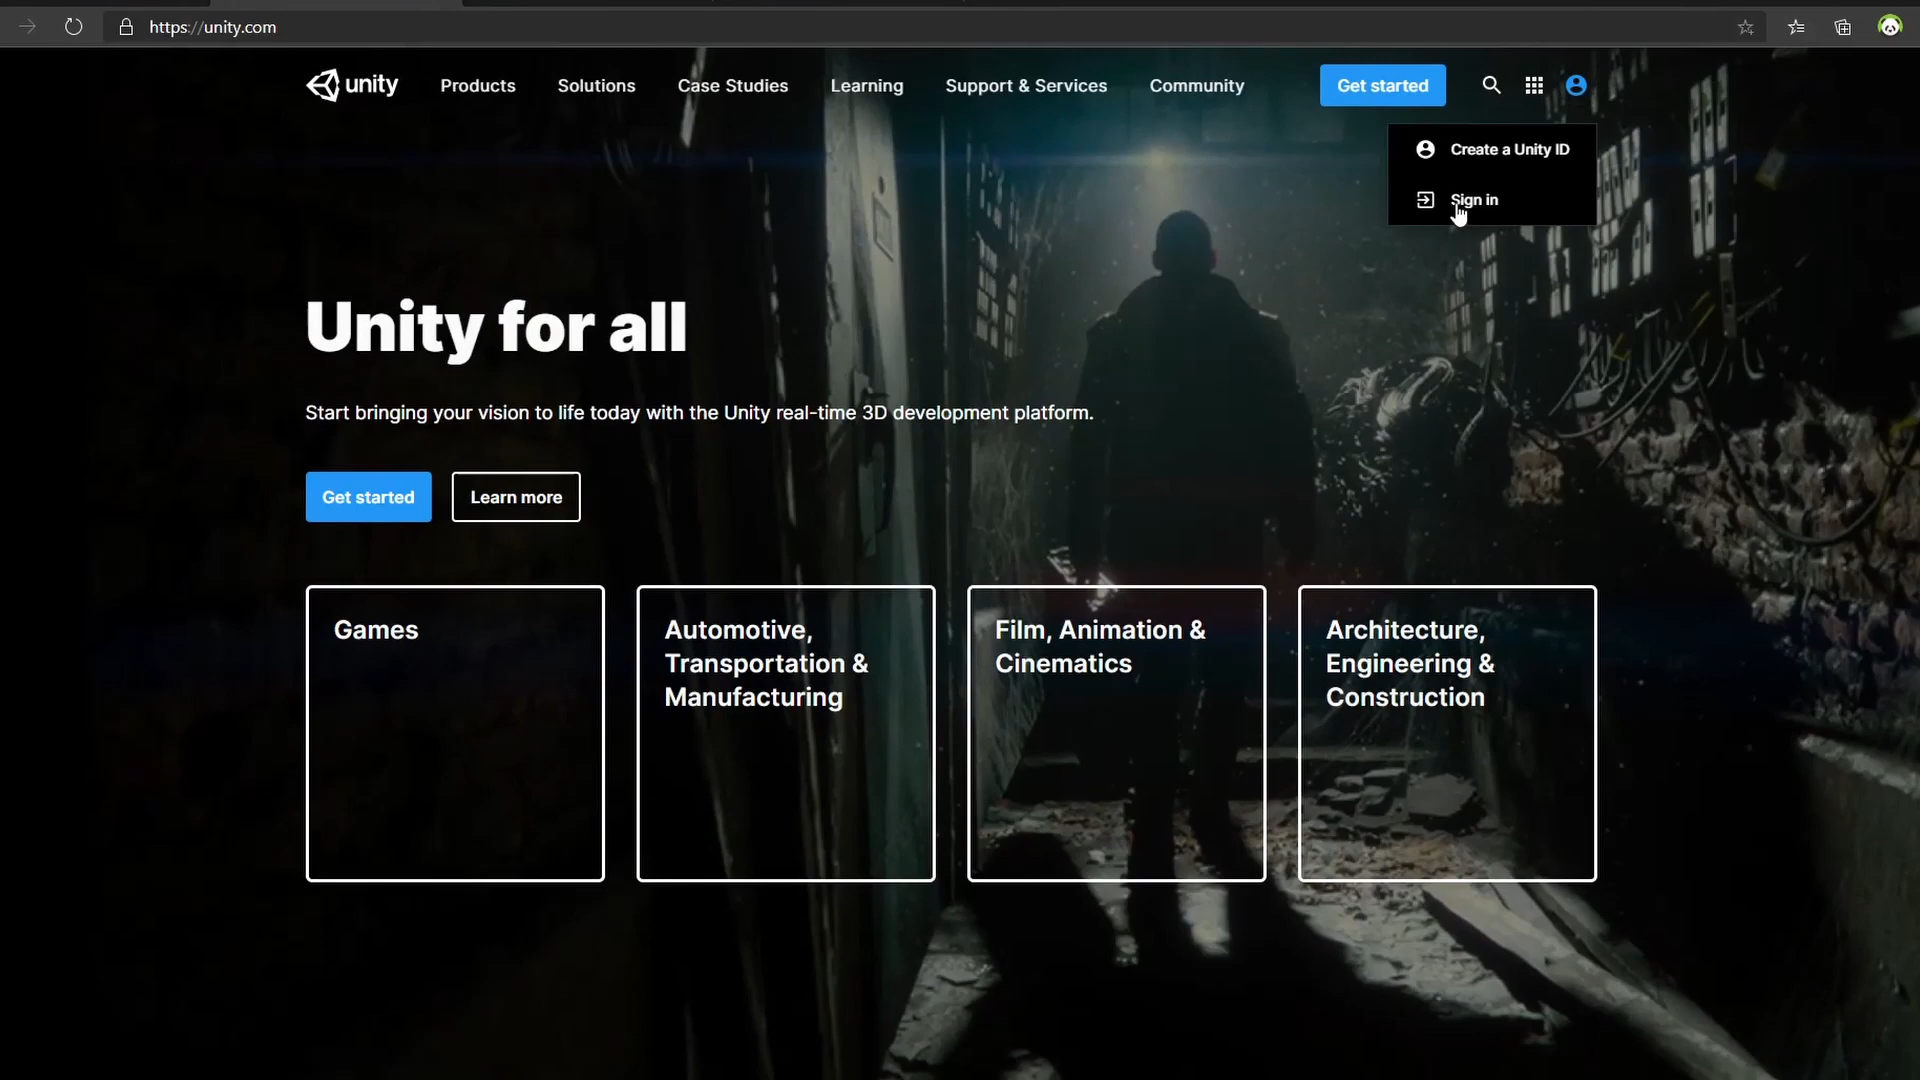 https://unity.com
unity
Products
Solutions
Case Studies
Learning
Support & Services
Community
Get started
Create a Unity ID
Sign in
Unity for all
Start bringing your vision to life today with the Unity real-time 3D development platform.
Get started
Learn more
Games
Automotive,
Transportation &
Manufacturing
Film, Animation &
Cinematics
Architecture,
Engineering &
Construction